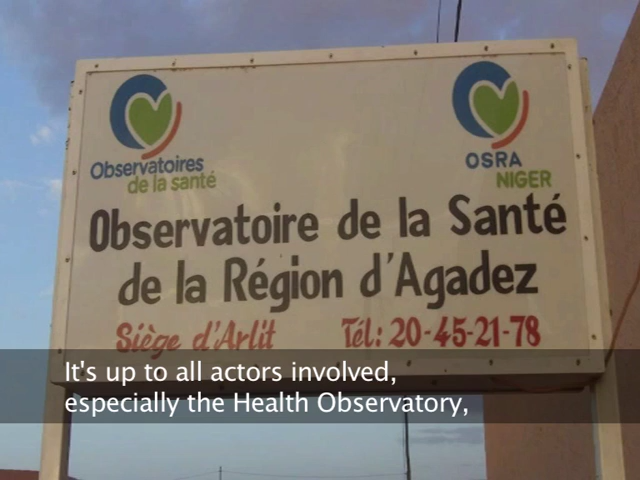 Observatoires
de la santé
OSRA
NIGER
Observatoire de la Santé
de la Région d'Agadez
Siège d'Arlit Tél: 20-45-21-78
It's up to all actors involved,
especially the Health Observatory,